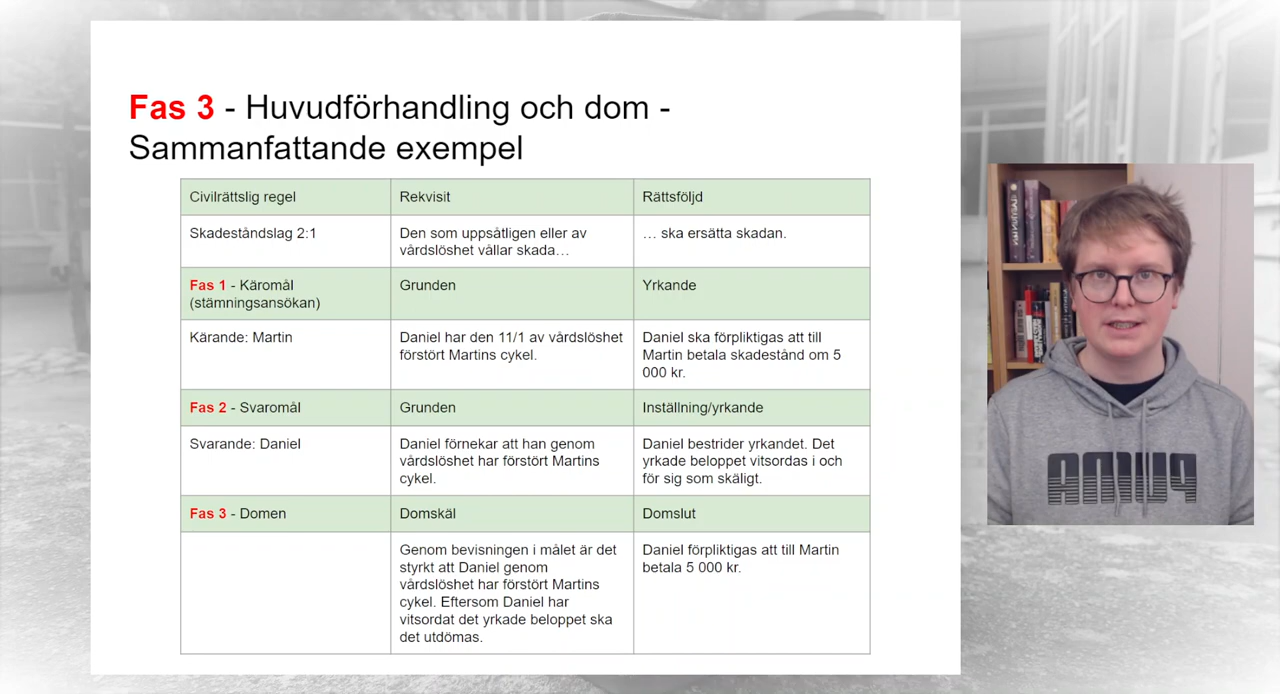 Fas 3 - Huvudförhandling och dom -
Sammanfattande exempel
Civilrättslig regel
Rekvisit
Rättsföljd
Skadeståndslag 2:1
Den som uppsåtligen eller av
vårdslöshet vållar skada…
… ska ersätta skadan.
Fas 1 - Käromål
(stämningsansökan)
Grunden
Yrkande
Kärande: Martin
Daniel har den 11/1 av vårdslöshet
förstört Martins cykel.
Daniel ska förpliktigas att till
Martin betala skadestånd om 5
000 kr.
Fas 2 - Svaromål
Grunden
Inställning/yrkande
Svarande: Daniel
Daniel förnekar att han genom
vårdslöshet har förstört Martins
cykel.
Daniel bestrider yrkandet. Det
yrkade beloppet vitsordas i och
för sig som skäligt.
Fas 3 - Domen
Domskäl
Domslut
Genom bevisningen i målet är det
styrkt att Daniel genom
vårdslöshet har förstört Martins
cykel. Eftersom Daniel har
vitsordat det yrkade beloppet ska
det utdömas.
Daniel förpliktigas att till Martin
betala 5 000 kr.